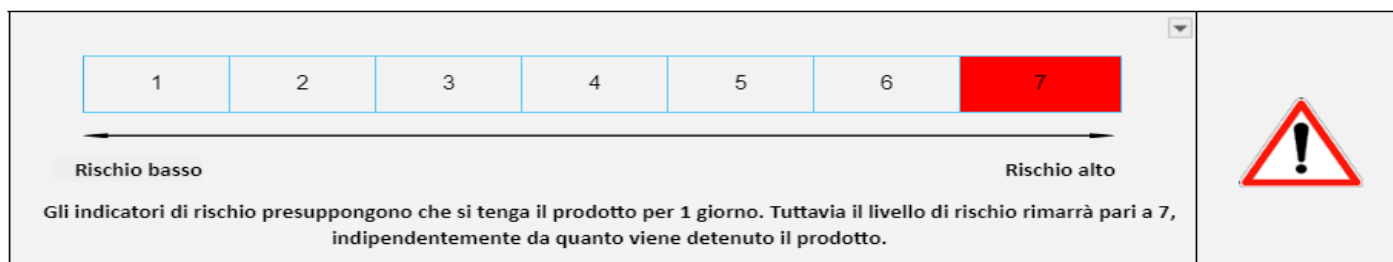 1 2 3 4 5 6 7
Rischio basso Rischio alto
Gli indicatori di rischio presuppongono che si tenga il prodotto per 1 giorno. Tuttavia il livello di rischio rimarrà pari a 7,
indipendentemente da quanto viene detenuto il prodotto.